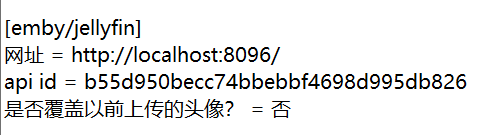 [emby/jellyfin]
网址 = http://localhost:8096/
api id = b55d950becc74bbebbf4698d995db826
是否覆盖以前上传的头像？ = 否